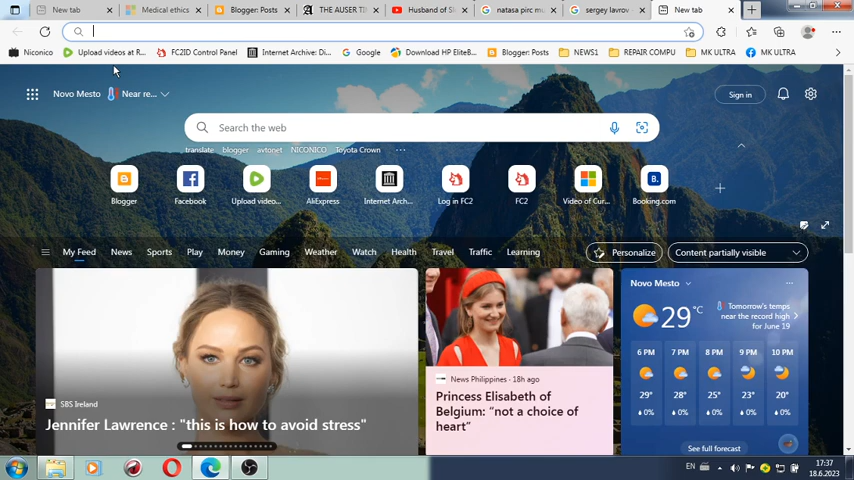 New tab
Medical ethics
Blogger: Posts
THE AUSER TI
Husband of Sl
natasa pirc mu
sergey lavrov -
New tab
Niconico
Upload videos at R...
FC2ID Control Panel
Internet Archive: Di...
Google
Download HP EliteB...
Blogger: Posts
NEWS1
REPAIR COMPU
MK ULTRA
MK ULTRA
Novo Mesto
Near re...
Sign in
Search the web
translate
blogger
avtonet
NICONICO
Toyota Crown
Blogger
Facebook
Upload video...
AliExpress
Internet Arch...
Log in FC2
FC2
Video of Cur...
Booking.com
My Feed
News
Sports
Play
Money
Gaming
Weather
Watch
Health
Travel
Traffic
Learning
Personalize
Content partially visible
SBS Ireland
Jennifer Lawrence : "this is how to avoid stress"
News Philippines · 18h ago
Princess Elisabeth of
Belgium: “not a choice of
heart”
Novo Mesto
29 °C
Tomorrow's temps
near the record high
for June 19
6 PM
7 PM
8 PM
9 PM
10 PM
29°
28°
25°
23°
20°
0%
0%
0%
0%
0%
See full forecast
EN
17:37
18.6.2023